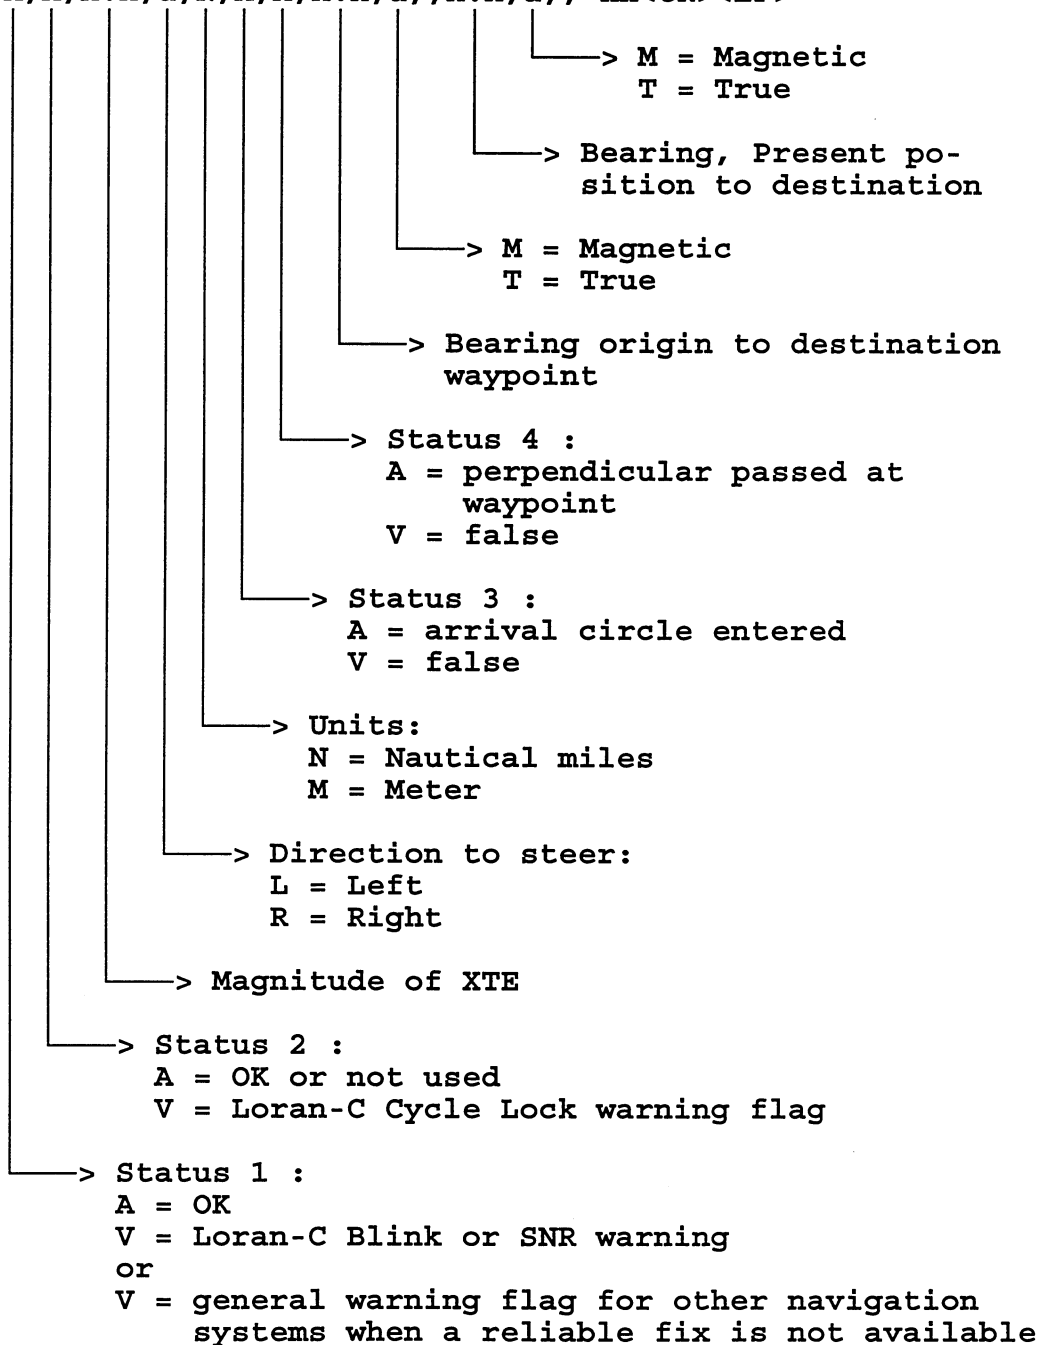 > M = Magnetic
T = True
> Bearing, Present po-
sition to destination
> M = Magnetic
T = True
> Bearing origin to destination
waypoint
> Status 4 :
A = perpendicular passed at
waypoint
V = false
> Status 3 :
A = arrival circle entered
V = false
> Units:
N = Nautical miles
M = Meter
> Direction to steer:
L = Left
R = Right
> Magnitude of XTE
> Status 2 :
A = OK or not used
V = Loran-C Cycle Lock warning flag
> Status 1 :
A = OK
V = Loran-C Blink or SNR warning
or
V = general warning flag for other navigation
systems when a reliable fix is not available